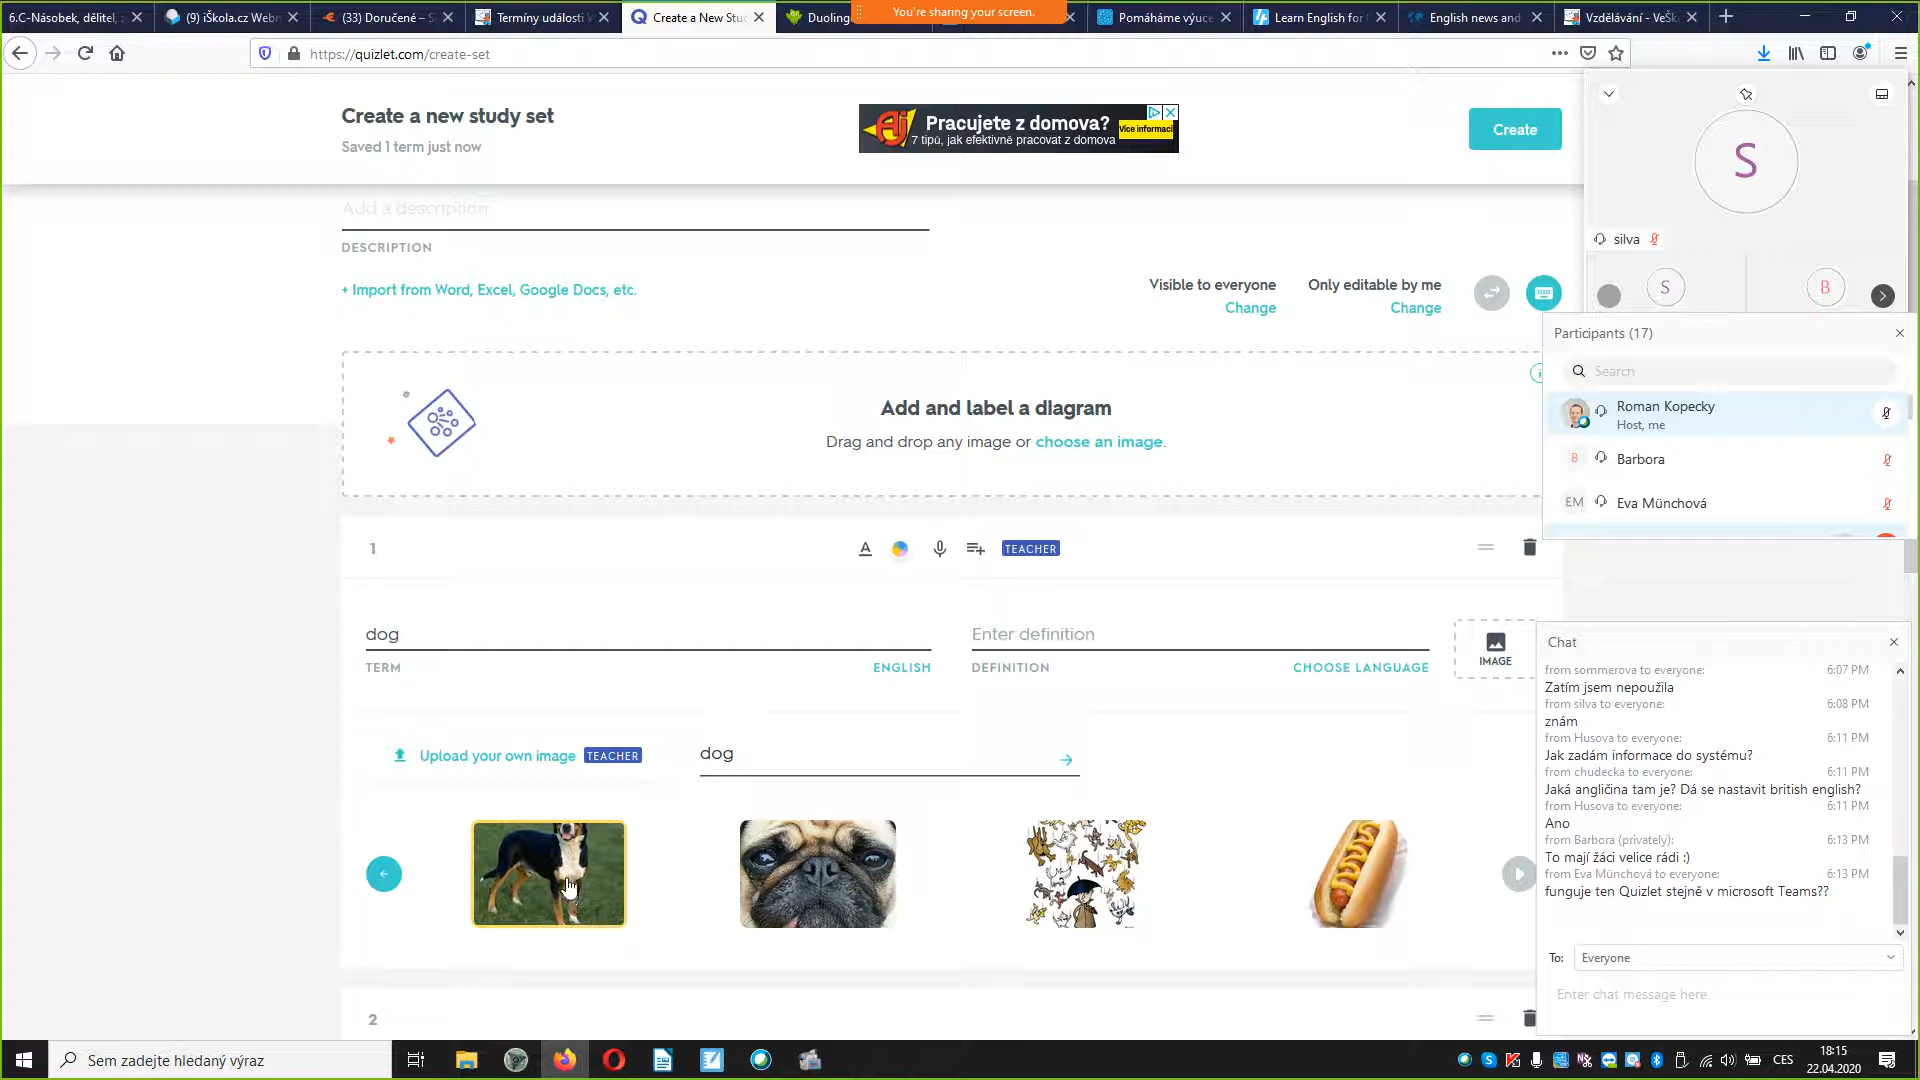 6.C-Násobek, dělitel,
(9) iŠkola.cz Webn
(33) Doručené – S
Termíny události V
Create a New Stu
Duoling
You're sharing your screen.
Pomáháme výuce
Learn English for
English news and
Vzdělávání - VeŠk
https://quizlet.com/create-set
Create a new study set
Saved 1 term just now
Pracujete z domova?
7 tipů, jak efektivně pracovat z domova
Více informací
Create
Add a description
DESCRIPTION
+ Import from Word, Excel, Google Docs, etc.
Visible to everyone
Change
Only editable by me
Change
Add and label a diagram
Drag and drop any image or choose an image.
1
TEACHER
dog
TERM
ENGLISH
Enter definition
DEFINITION
CHOOSE LANGUAGE
IMAGE
Upload your own image TEACHER
dog
2
S
silva
S
B
Participants (17)
Search
Roman Kopecky
Host, me
B
Barbora
EM
Eva Münchová
Chat
from sommerova to everyone: 6:07 PM
Zatím jsem nepoužila
from silva to everyone: 6:08 PM
znám
from Husova to everyone: 6:11 PM
Jak zadám informace do systému?
from chudecka to everyone: 6:11 PM
Jaká angličina tam je? Dá se nastavit british english?
from Husova to everyone: 6:11 PM
Ano
from Barbora (privately): 6:13 PM
To mají žáci velice rádi :)
from Eva Münchová to everyone: 6:13 PM
funguje ten Quizlet stejně v microsoft Teams??
To: Everyone
Enter chat message here
Sem zadejte hledaný výraz
CES
18:15
22.04.2020